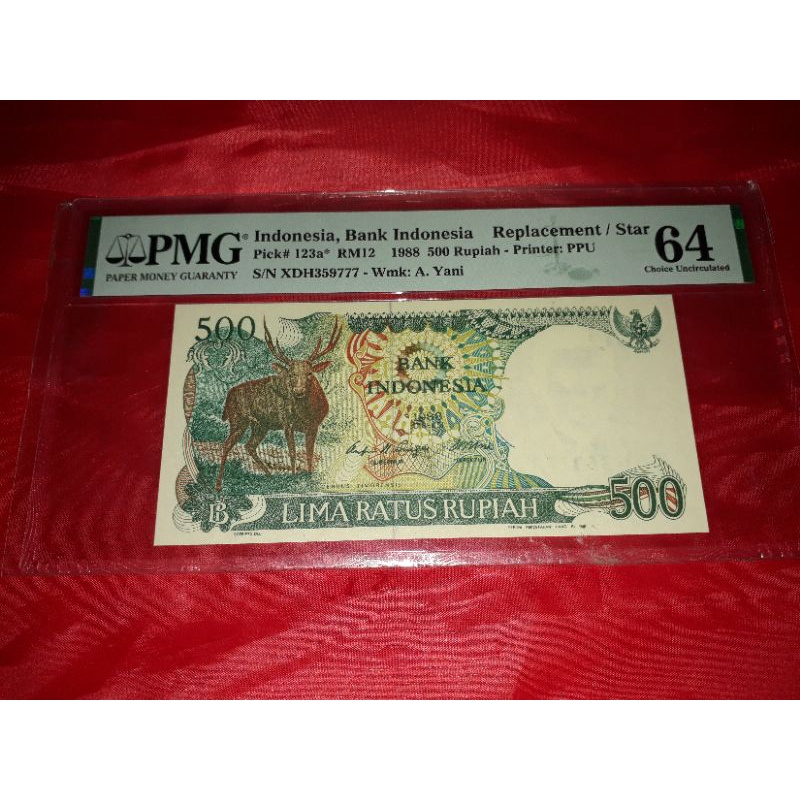 PMG
PAPER MONEY GUARANTY
Indonesia, Bank Indonesia Replacement / Star
Pick# 123a* RM12 1988 500 Rupiah - Printer: PPU
S/N XDH359777 - Wmk: A. Yani
64
Choice Uncirculated
500
BANK
INDONESIA
1988
LIMA RATUS RUPIAH
500